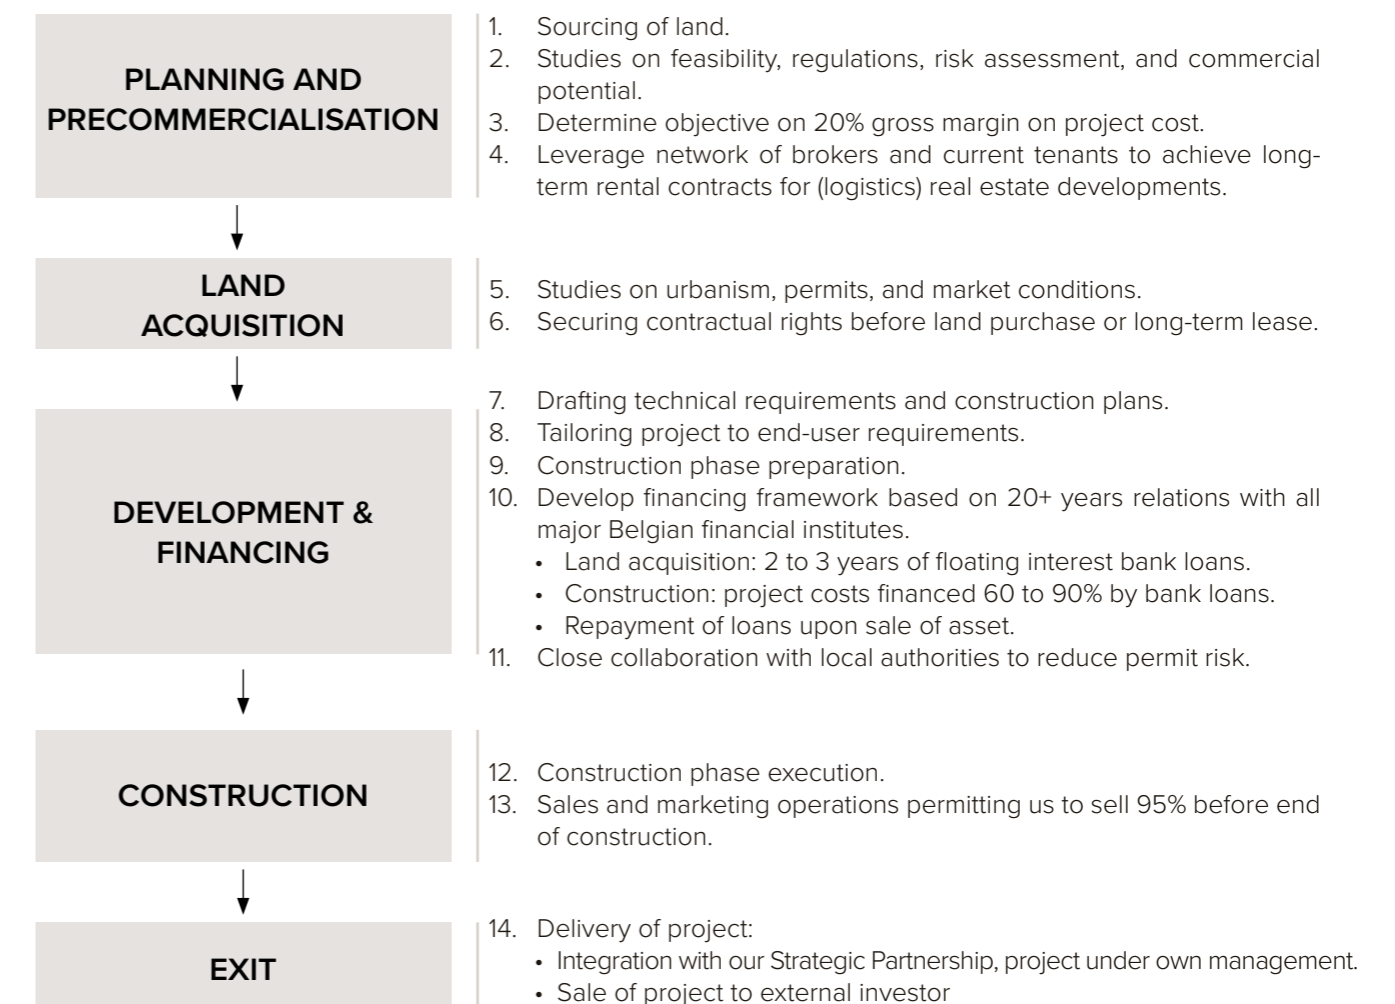 PLANNING AND
PRECOMMERCIALISATION
1. Sourcing of land.
2. Studies on feasibility, regulations, risk assessment, and commercial
potential.
3. Determine objective on 20% gross margin on project cost.
4. Leverage network of brokers and current tenants to achieve long-
term rental contracts for (logistics) real estate developments.
LAND
ACQUISITION
5. Studies on urbanism, permits, and market conditions.
6. Securing contractual rights before land purchase or long-term lease.
DEVELOPMENT &
FINANCING
7. Drafting technical requirements and construction plans.
8. Tailoring project to end-user requirements.
9. Construction phase preparation.
10. Develop financing framework based on 20+ years relations with all
major Belgian financial institutes.
• Land acquisition: 2 to 3 years of floating interest bank loans.
• Construction: project costs financed 60 to 90% by bank loans.
• Repayment of loans upon sale of asset.
11. Close collaboration with local authorities to reduce permit risk.
CONSTRUCTION
12. Construction phase execution.
13. Sales and marketing operations permitting us to sell 95% before end
of construction.
EXIT
14. Delivery of project:
• Integration with our Strategic Partnership, project under own management.
• Sale of project to external investor